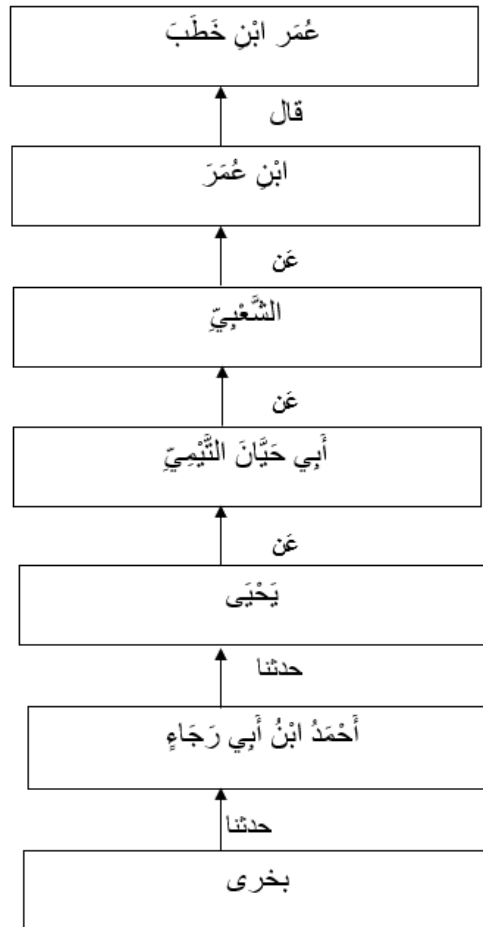 عُمَر ابْنِ خَطَبَ
قال
ابْنِ عُمَرَ
عَن
الشَّعْبِيِّ
عَن
أَبِي حَيَّانَ التَّيْمِيِّ
عَن
يَحْيَى
حدثنا
أَحْمَدُ ابْنُ أَبِي رَجَاءٍ
حدثنا
بخرى